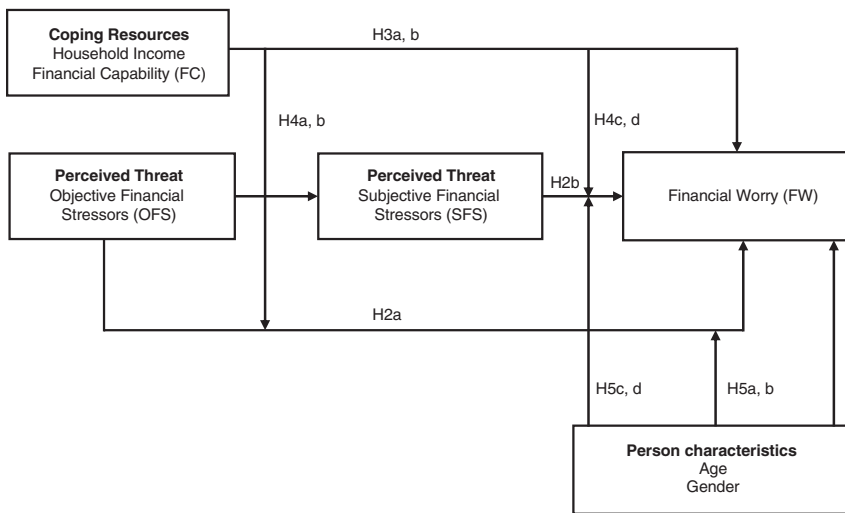 Coping Resources
Household Income
Financial Capability (FC)
H3a, b
H4a, b
H4c, d
Perceived Threat
Objective Financial
Stressors (OFS)
Perceived Threat
Subjective Financial
Stressors (SFS)
H2b
Financial Worry (FW)
H2a
H5c, d
H5a, b
Person characteristics
Age
Gender